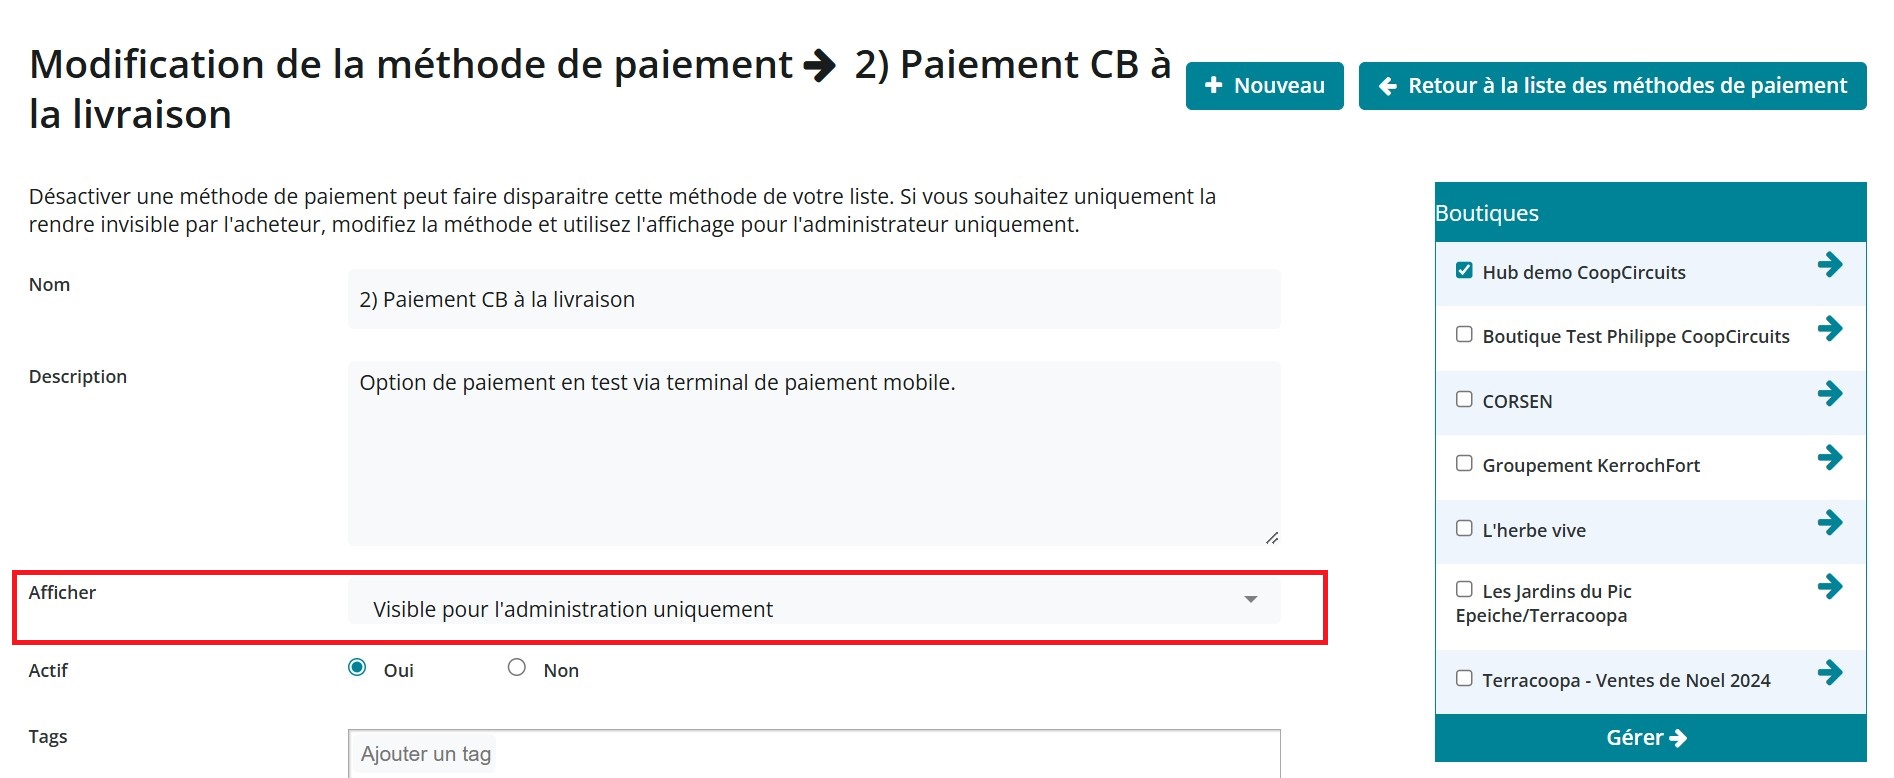 Modification de la méthode de paiement ➔ 2) Paiement CB à
la livraison
+ Nouveau
← Retour à la liste des méthodes de paiement
Désactiver une méthode de paiement peut faire disparaitre cette méthode de votre liste. Si vous souhaitez uniquement la
rendre invisible par l'acheteur, modifiez la méthode et utilisez l'affichage pour l'administrateur uniquement.
Nom
2) Paiement CB à la livraison
Description
Option de paiement en test via terminal de paiement mobile.
Afficher
Visible pour l'administration uniquement
Actif
Oui
Non
Tags
Ajouter un tag
Boutiques
Hub demo CoopCircuits
Boutique Test Philippe CoopCircuits
CORSEN
Groupement KerrochFort
L'herbe vive
Les Jardins du Pic
Epeiche/Terracoopa
Terracoopa - Ventes de Noel 2024
Gérer ➔